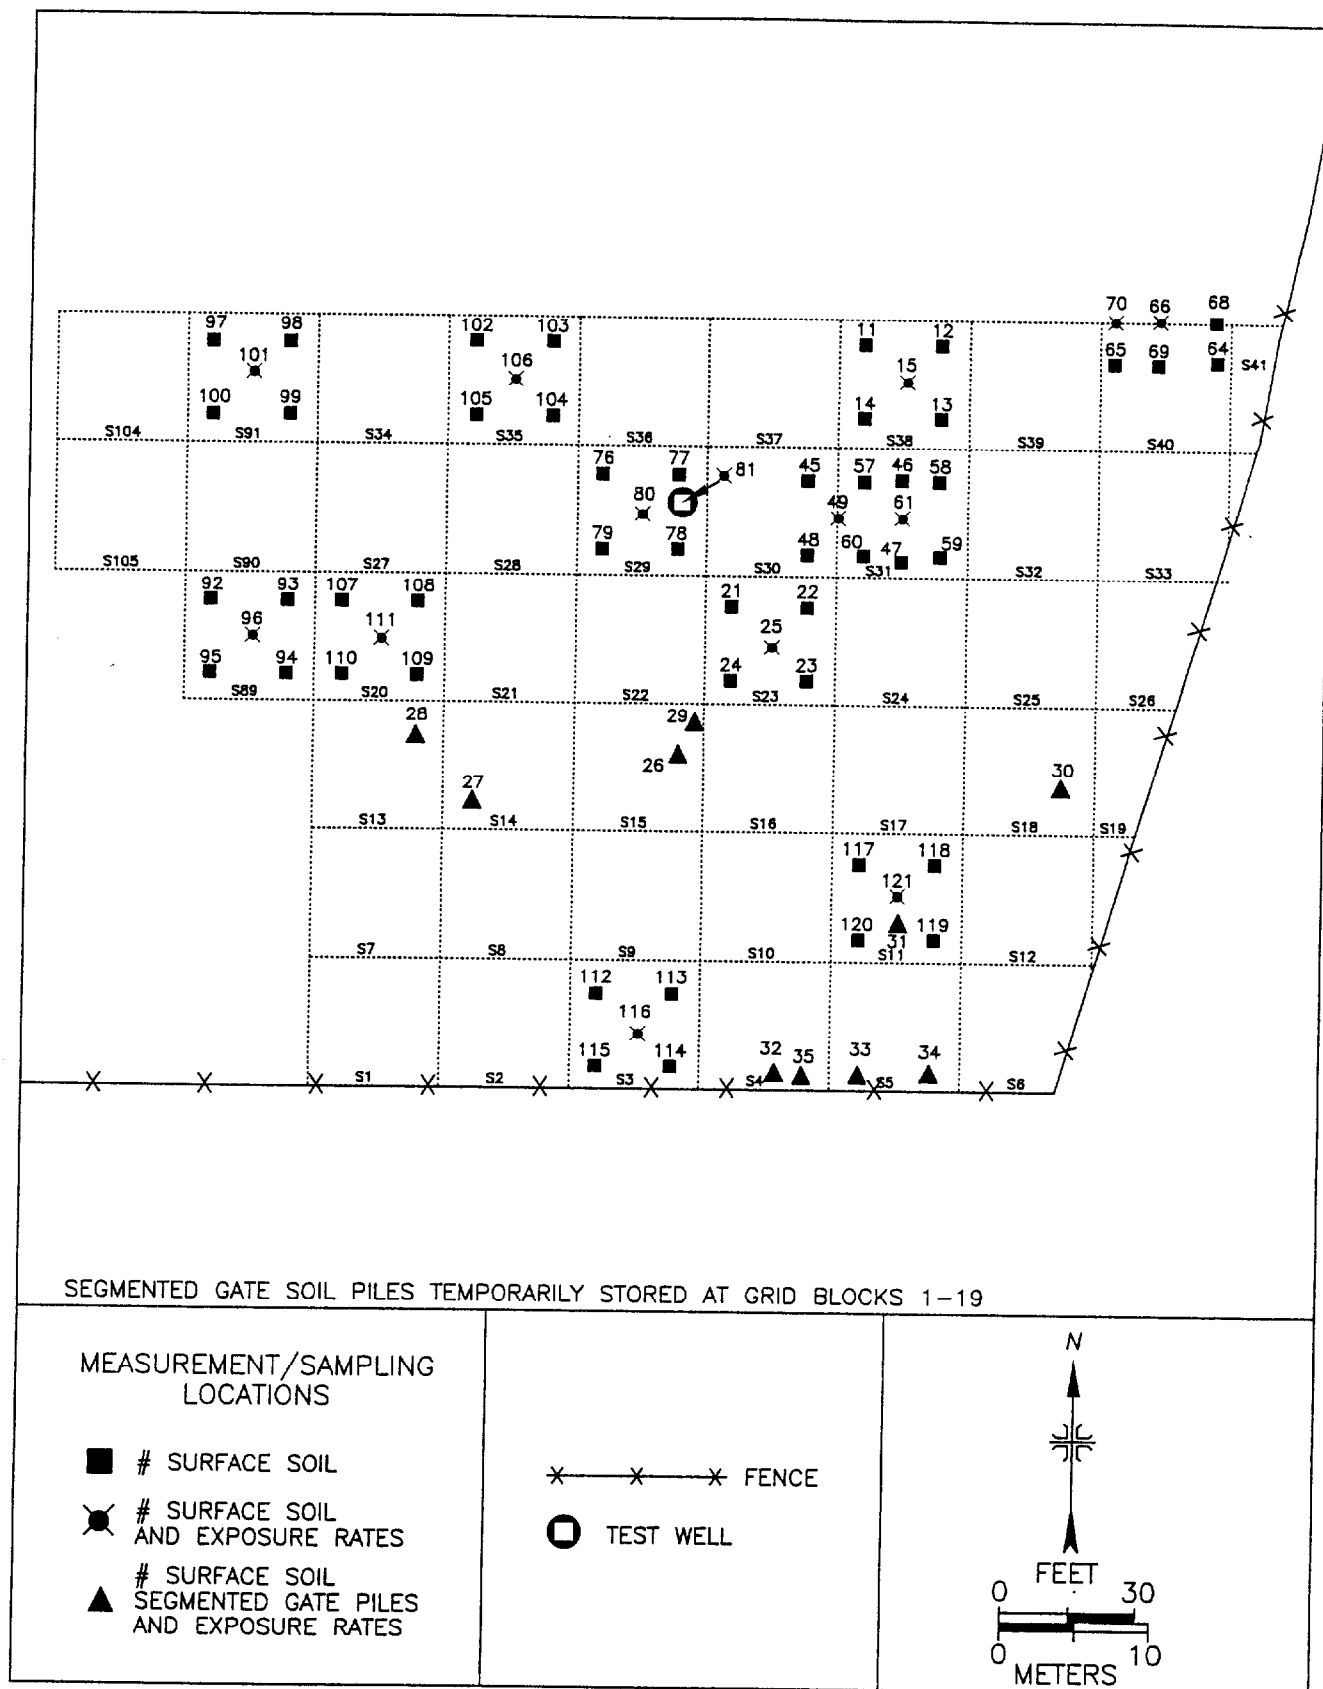 70 66 68
97 98 102 103 11 12
101 106 15 65 69 64 S41
100 99 105 104 14 13
S104 S91 S34 S35 S36 S37 S38 S39 S40
76 77 81 45 57 46 58
80 49 61
79 78 48 60 47 59
S105 S90 S27 S28 S29 S30 S31 S32 S33
92 93 107 108 21 22
96 111 25
95 94 110 109 24 23
S89 S20 S21 S22 S23 S24 S25 S26
28 29
26
27 30
S13 S14 S15 S16 S17 S18 S19
117 118
121
120 31 119
S7 S8 S9 S10 S11 S12
112 113
116
115 114 32 35 33 34
S1 S2 S3 S4 S5 S6
SEGMENTED GATE SOIL PILES TEMPORARILY STORED AT GRID BLOCKS 1-19
MEASUREMENT/SAMPLING
LOCATIONS
# SURFACE SOIL
# SURFACE SOIL
AND EXPOSURE RATES
# SURFACE SOIL
SEGMENTED GATE PILES
AND EXPOSURE RATES
FENCE
TEST WELL
N
FEET
0 30
0 10
METERS